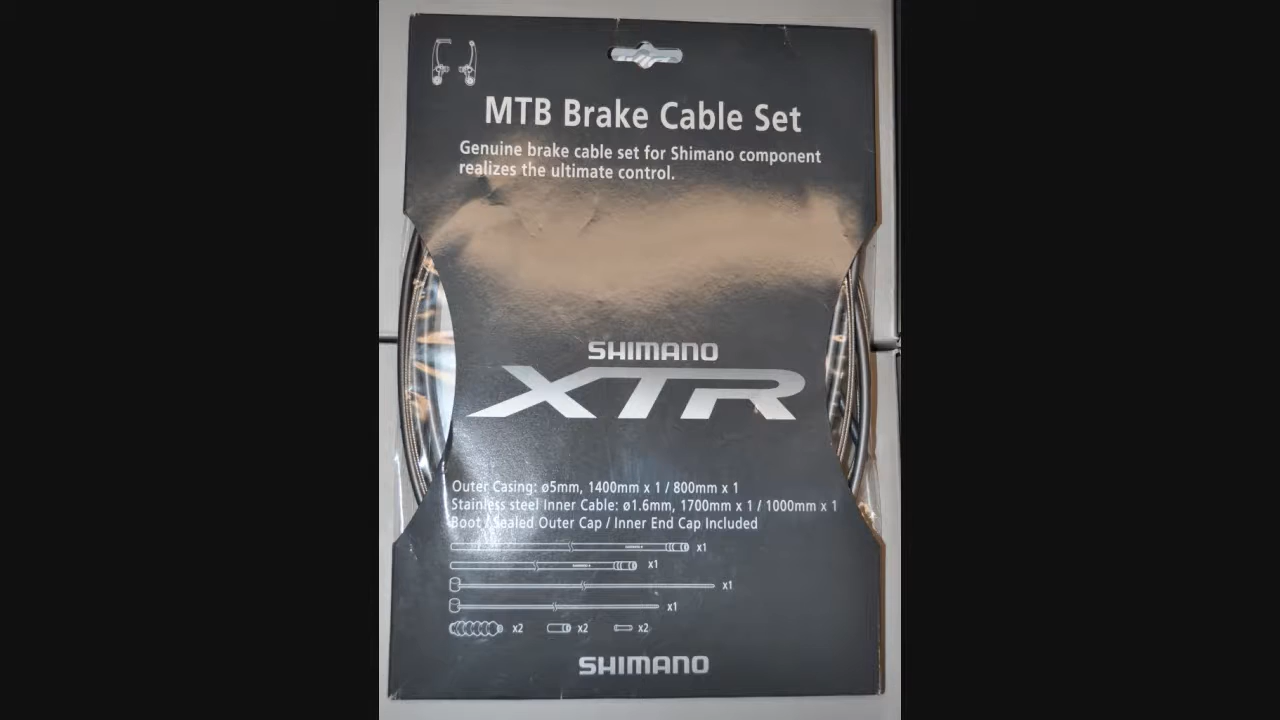 MTB Brake Cable Set
Genuine brake cable set for Shimano component
realizes the ultimate control.
SHIMANO
XTR
Outer Casing: ø5mm, 1400mm x 1 / 800mm x 1
Stainless steel Inner Cable: ø1.6mm, 1700mm x 1 / 1000mm x 1
Boot / Sealed Outer Cap / Inner End Cap Included
x1
x1
x1
x1
x2 x2 x2
SHIMANO